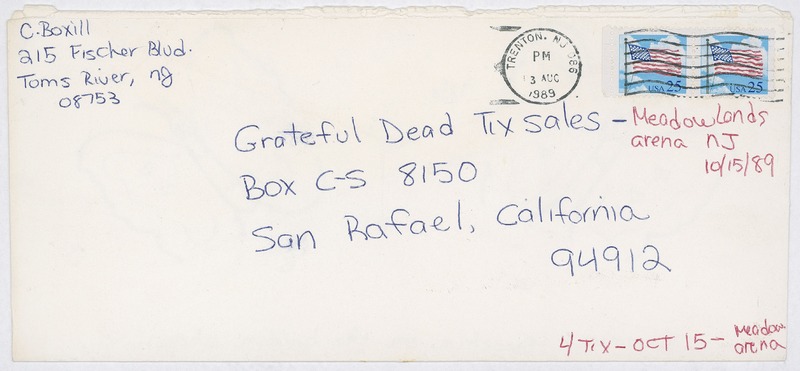 C. Boxill
215 Fischer Blvd.
Toms River, NJ
08753
TRENTON, NJ 086
PM
13 AUG
1989
USA 25
USA 25
Grateful Dead Tix Sales -
Meadowlands
arena NJ
10/15/89
Box C-S 8150
San Rafael, California
94912
4 Tix - OCT 15 - Meadow
arena